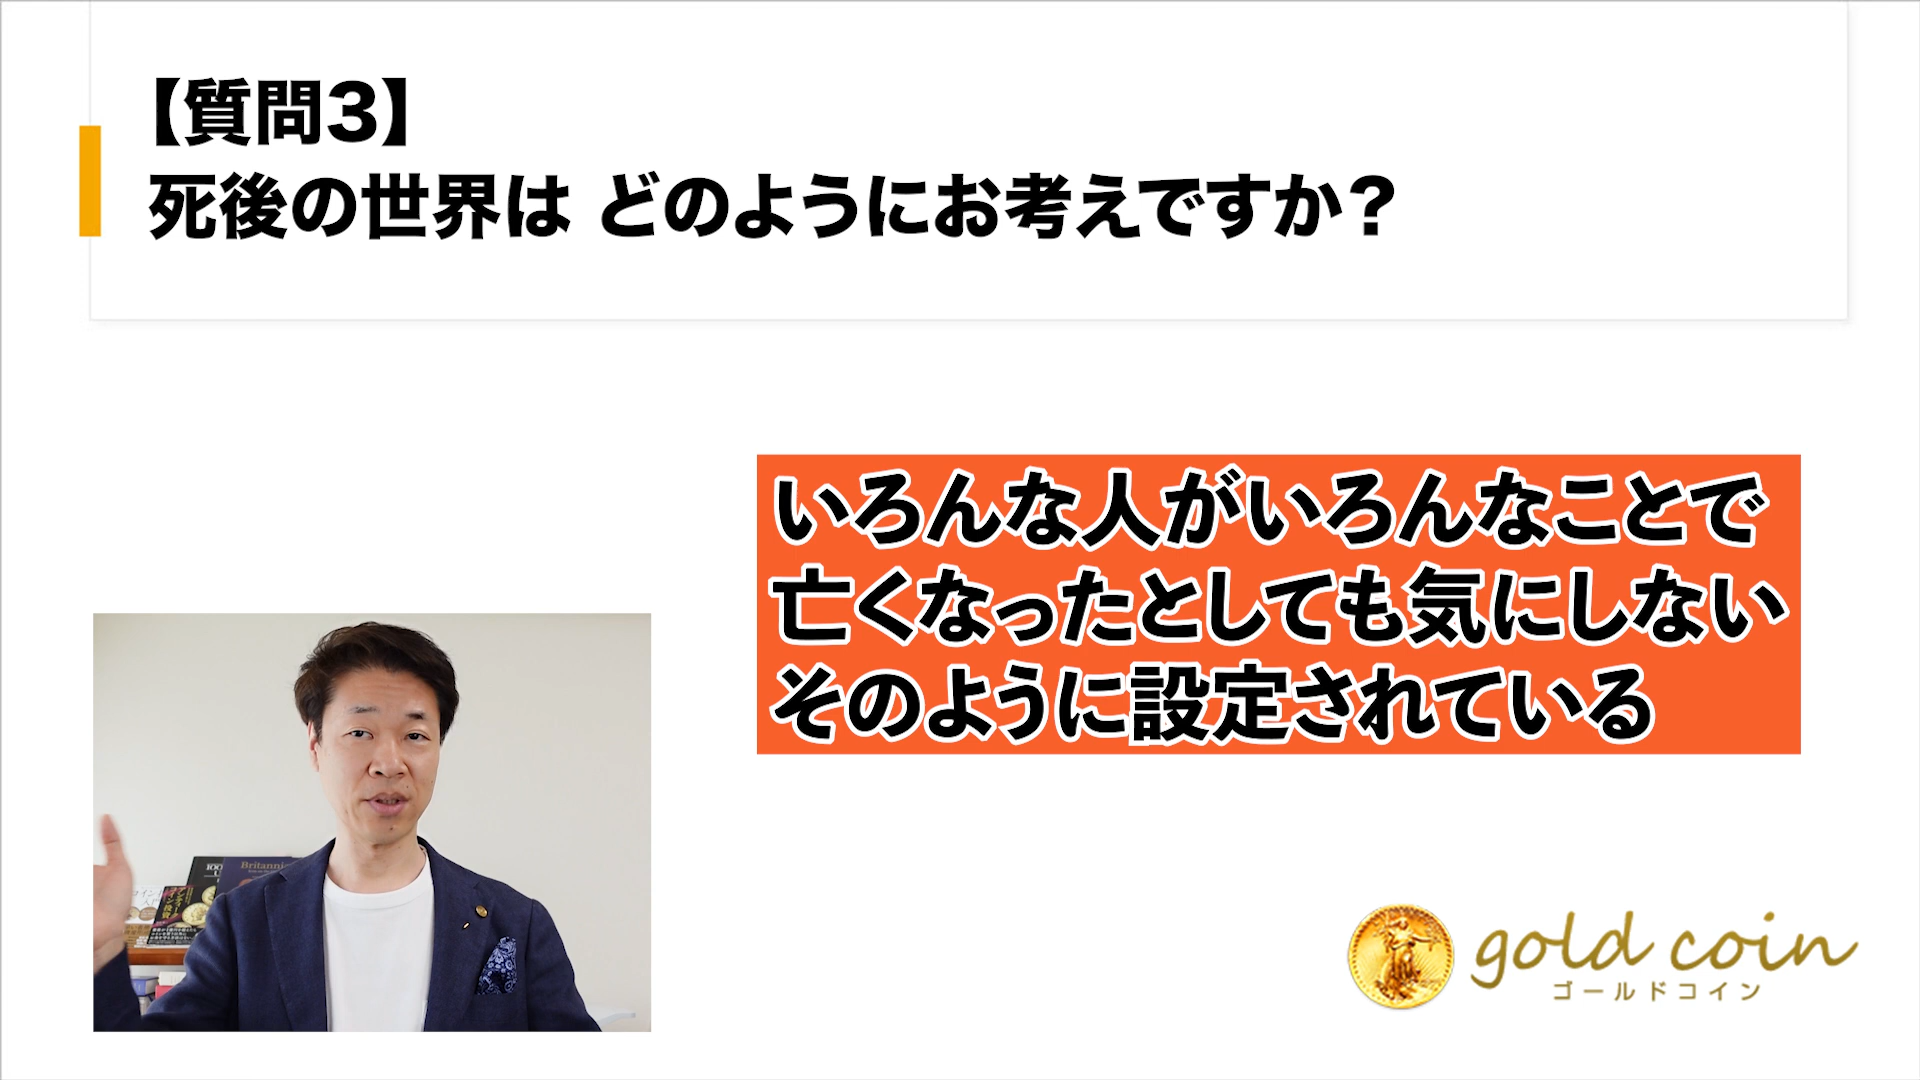 【質問3】
死後の世界は どのようにお考えですか？
いろんな人がいろんなことで
亡くなったとしても気にしない
そのように設定されている
Britanni
100
gold coin
ゴールドコイン